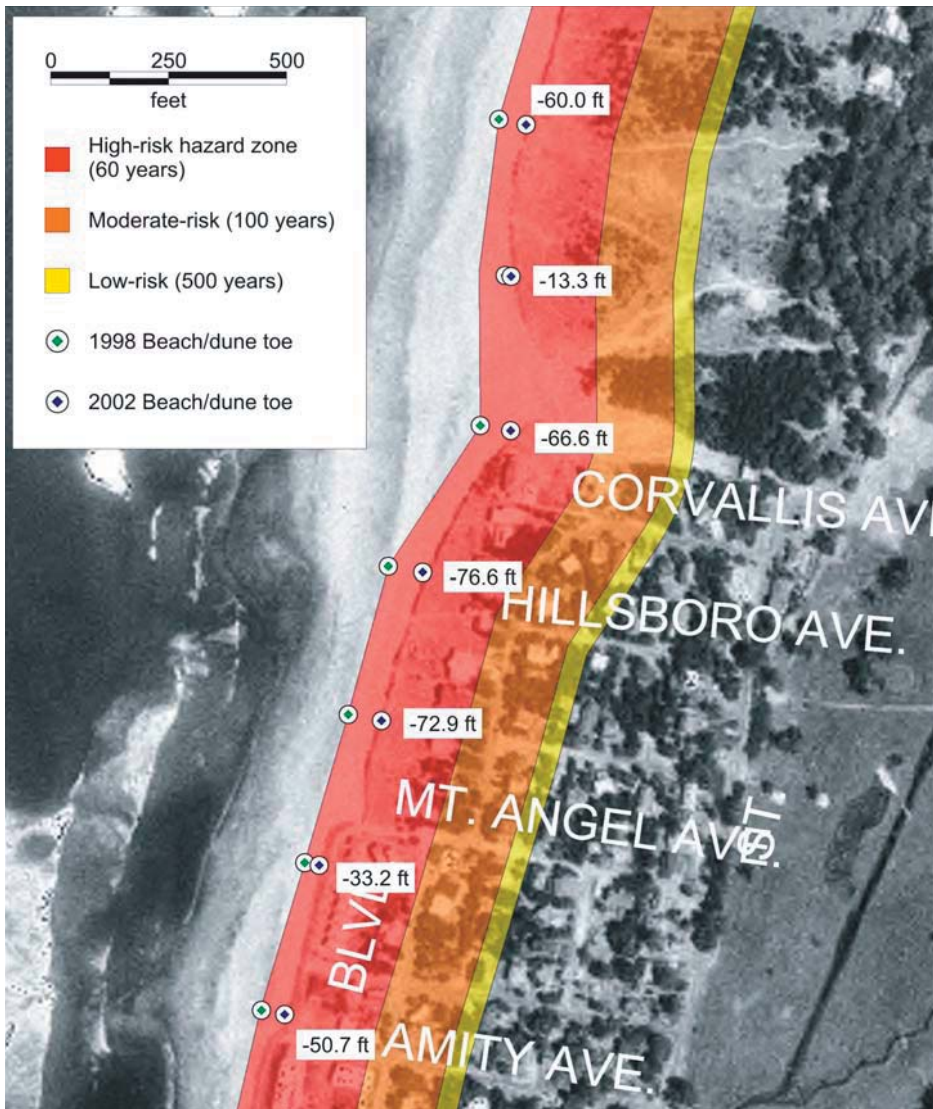 0 250 500
feet
High-risk hazard zone
(60 years)
Moderate-risk (100 years)
Low-risk (500 years)
1998 Beach/dune toe
2002 Beach/dune toe
-60.0 ft
-13.3 ft
-66.6 ft
CORVALLIS AVE
-76.6 ft
HILLSBORO AVE.
-72.9 ft
MT. ANGEL AVE.
ST.
-33.2 ft
BLVD
-50.7 ft
AMITY AVE.